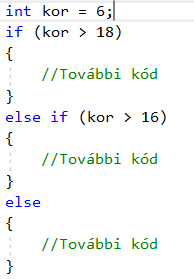 int kor = 6;
if (kor > 18)
{
//További kód
}
else if (kor > 16)
{
//További kód
}
else
{
//További kód
}